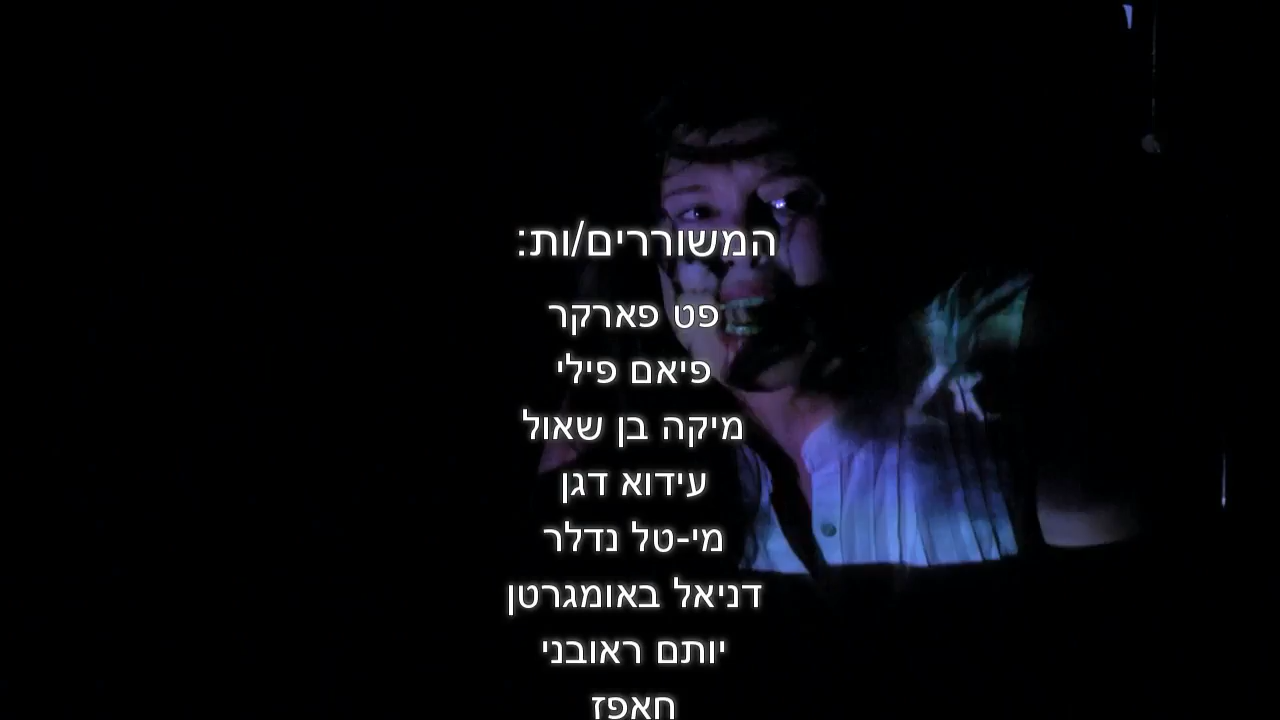 המשוררים/ות:
פט פארקר
פיאם פילי
מיקה בן שאול
עידוא דגן
מי-טל נדלר
דניאל באומגרטן
יותם ראובני
חאפז